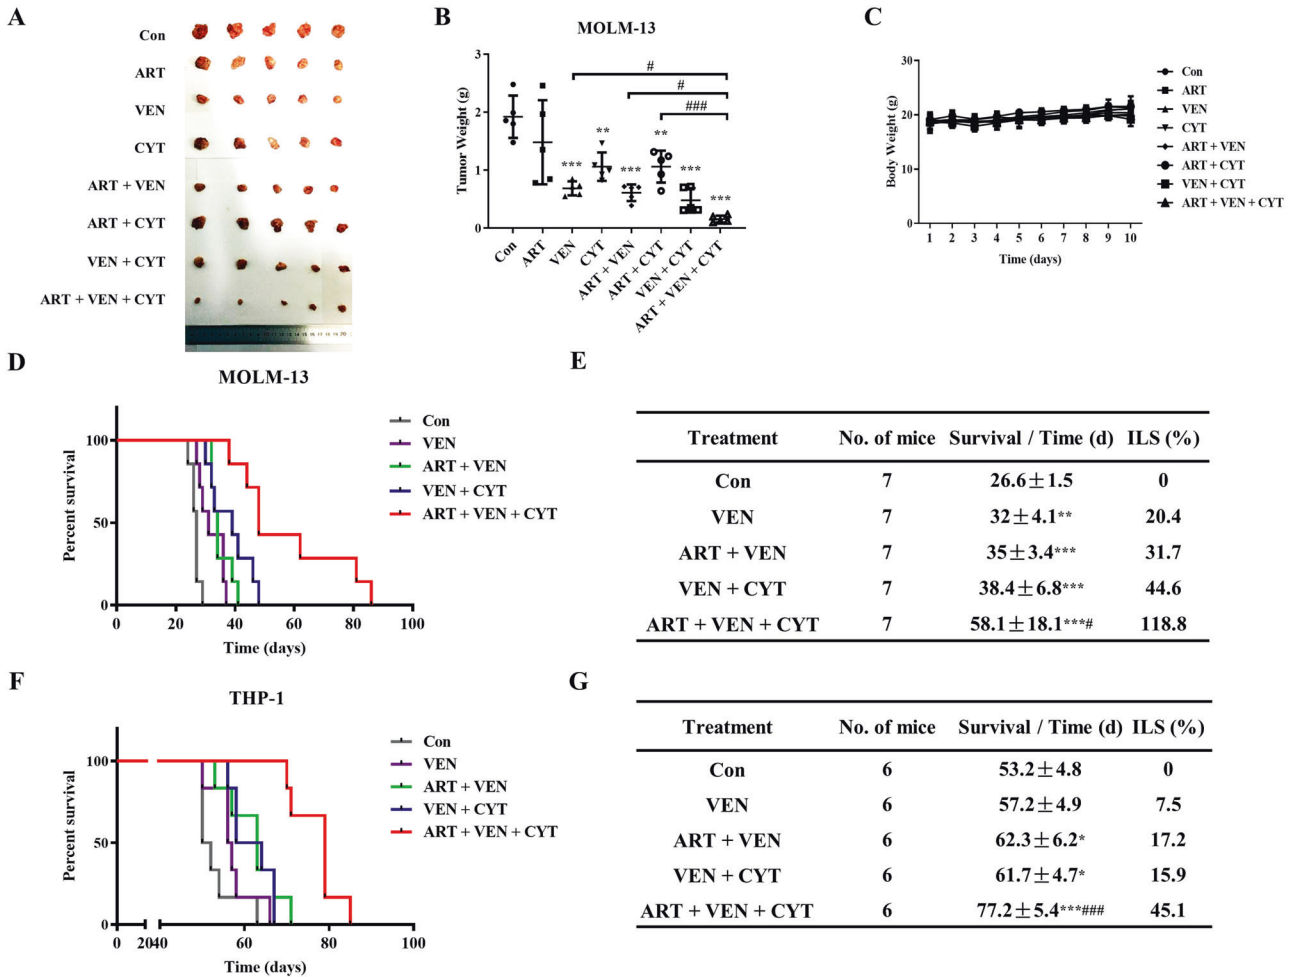 A
Con
ART
VEN
CYT
ART + VEN
ART + CYT
VEN + CYT
ART + VEN + CYT
B
MOLM-13
Tumor Weight (g)
3
2
1
0
#
#
###
***
**
***
**
***
***
Con
ART
VEN
CYT
ART + VEN
ART + CYT
VEN + CYT
ART + VEN + CYT
C
Body Weight (g)
30
20
10
0
1 2 3 4 5 6 7 8 9 10
Time (days)
Con
ART
VEN
CYT
ART + VEN
ART + CYT
VEN + CYT
ART + VEN + CYT
D
MOLM-13
Percent survival
100
50
0
0 20 40 60 80 100
Time (days)
Con
VEN
ART + VEN
VEN + CYT
ART + VEN + CYT
E
Treatment No. of mice Survival / Time (d) ILS (%)
Con 7 26.6±1.5 0
VEN 7 32±4.1** 20.4
ART + VEN 7 35±3.4*** 31.7
VEN + CYT 7 38.4±6.8*** 44.6
ART + VEN + CYT 7 58.1±18.1***# 118.8
F
THP-1
Percent survival
100
50
0
0 2040 60 80 100
Time (days)
Con
VEN
ART + VEN
VEN + CYT
ART + VEN + CYT
G
Treatment No. of mice Survival / Time (d) ILS (%)
Con 6 53.2±4.8 0
VEN 6 57.2±4.9 7.5
ART + VEN 6 62.3±6.2* 17.2
VEN + CYT 6 61.7±4.7* 15.9
ART + VEN + CYT 6 77.2±5.4***### 45.1